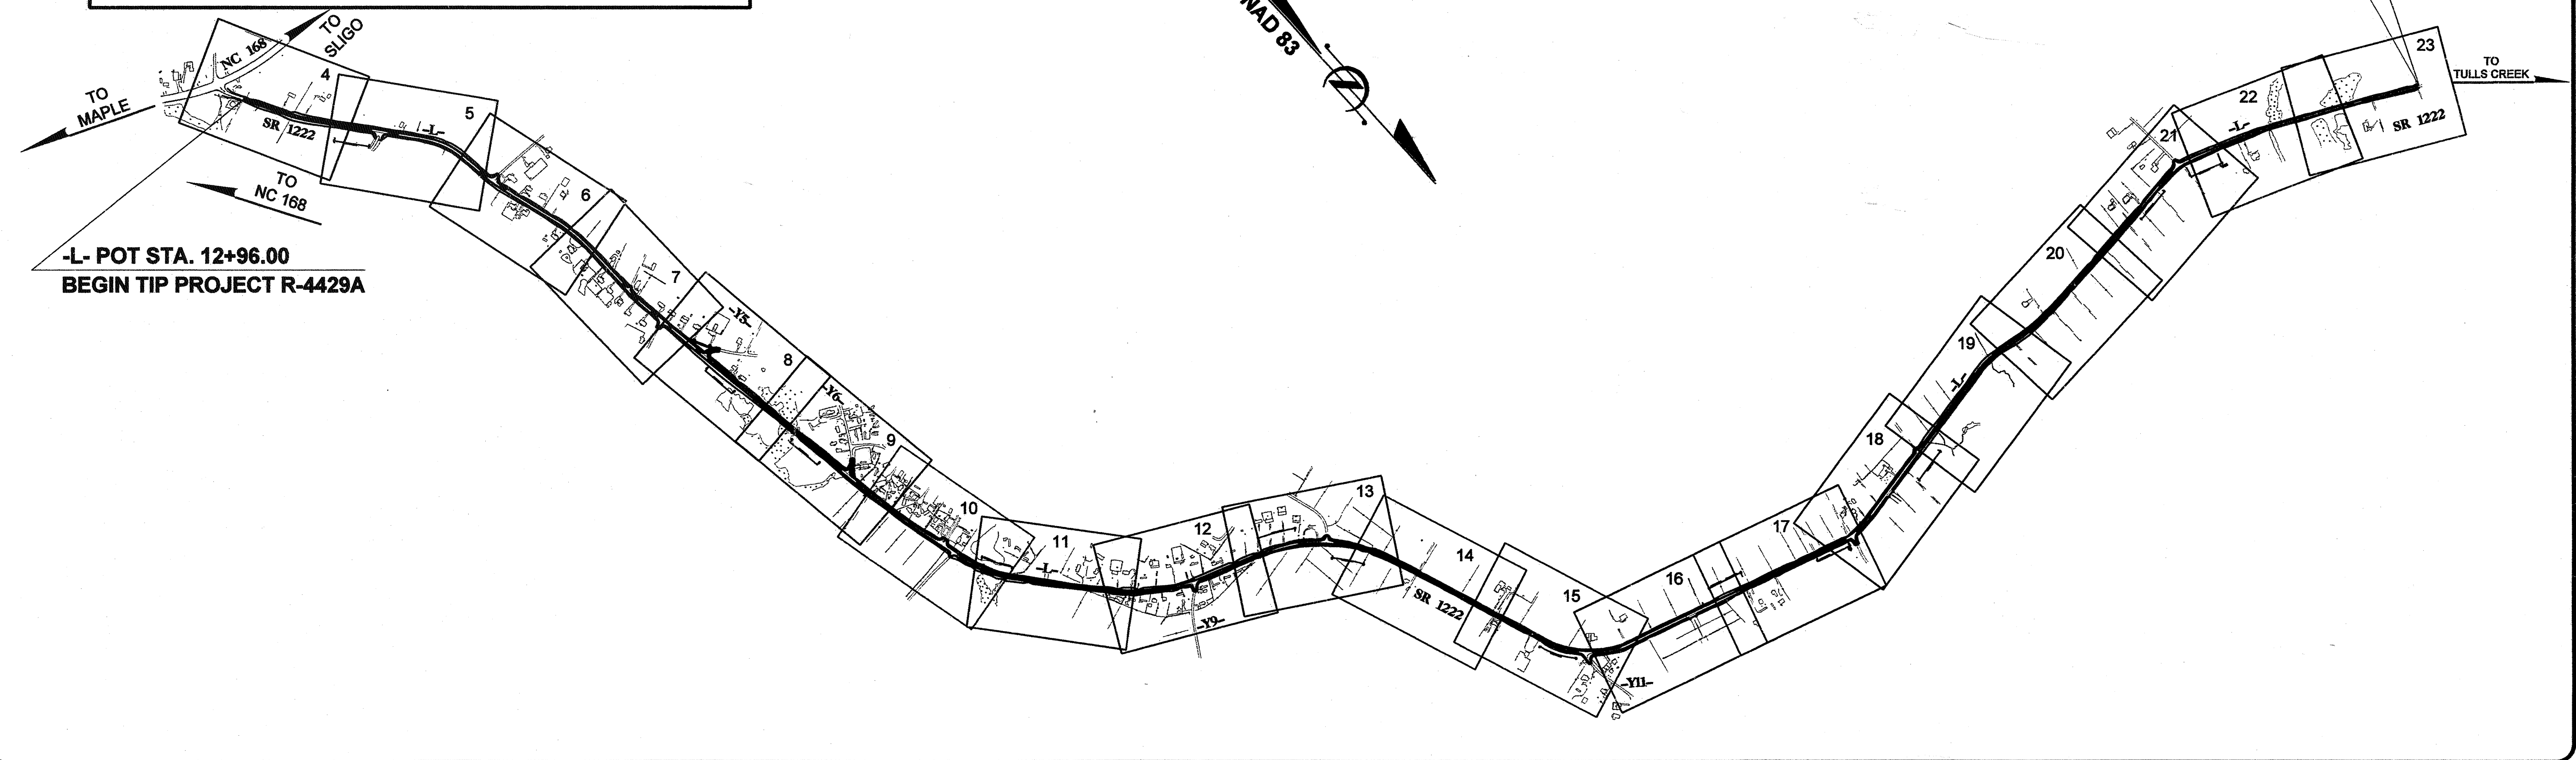 TO
SLIGO
NC 168
4
TO
MAPLE
SR 1222
5
-L-
TO
NC 168
-L- POT STA. 12+96.00
BEGIN TIP PROJECT R-4429A
6
7
-Y5-
8
-Y6-
9
10
11
-L-
12
-Y9-
13
14
SR 1222
15
-Y11-
16
17
18
19
-L-
20
21
22
-L-
23
SR 1222
TO
TULLS CREEK
NAD 83
N